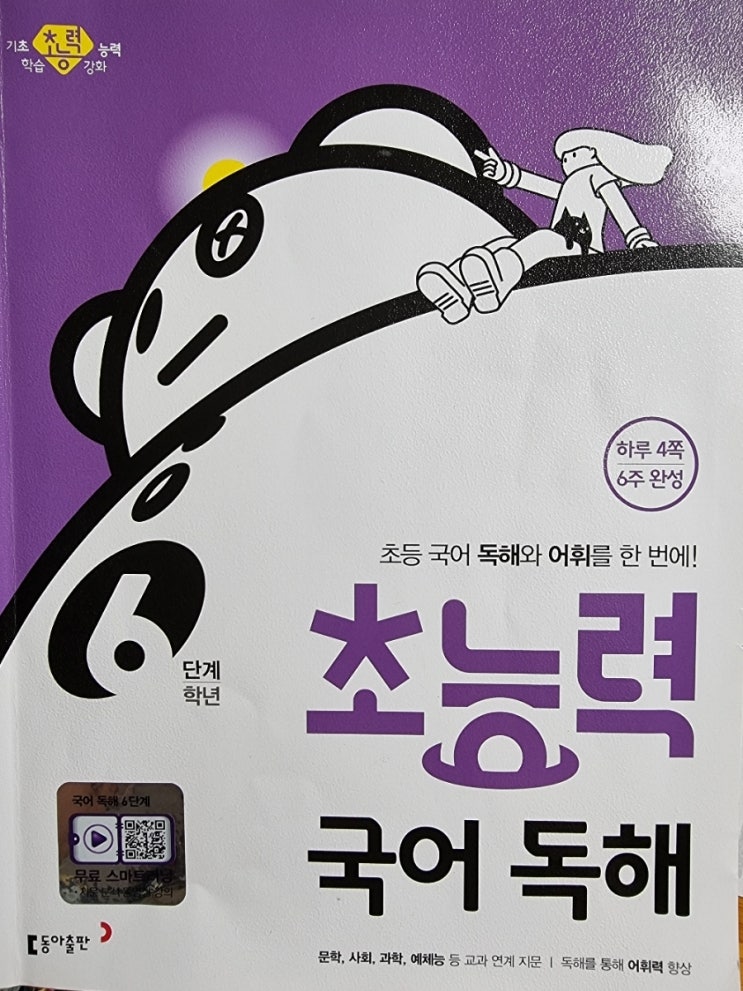 기초 초능력 능력
학습 강화
하루 4쪽
6주 완성
초등 국어 독해와 어휘를 한 번에!
초능력
6 단계
학년
국어 독해
국어 독해 6단계
무료 스마트러닝
동아출판
문학, 사회, 과학, 예체능 등 교과 연계 지문 | 독해를 통해 어휘력 향상